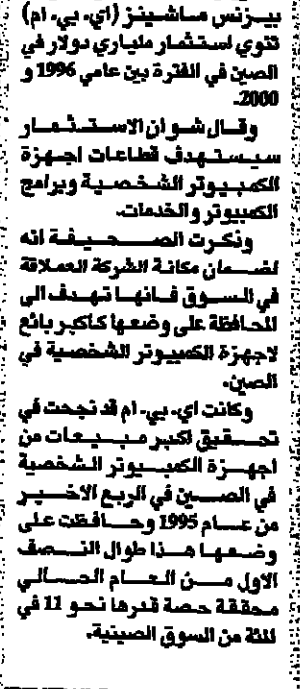 بيزنس ماشينز (اي. بي. ام)
تنوي استثمار ملياري دولار في
الصين في الفترة بين عامي 1996 و
2000.
وقال شو أن الاستثمار
سيستهدف قطاعات اجهزة
الكمبيوتر الشخصية وبرامج
الكمبيوتر والخدمات.
وذكرت الصحيفة انه
لضمان مكانة الشركة العملاقة
في السوق فانها تهدف الى
المحافظة على وضعها كأكبر بائع
لاجهزة الكمبيوتر الشخصية في
الصين.
وكانت اي. بي. ام قد نجحت في
تحقيق اكبر مبيعات من
اجهزة الكمبيوتر الشخصية
في الصين في الربع الاخير
من عام 1995 وحافظت على
وضعها هذا طوال النصف
الاول من العام الحالي
محققة حصة قدرها نحو 11 في
المئة من السوق الصينية.